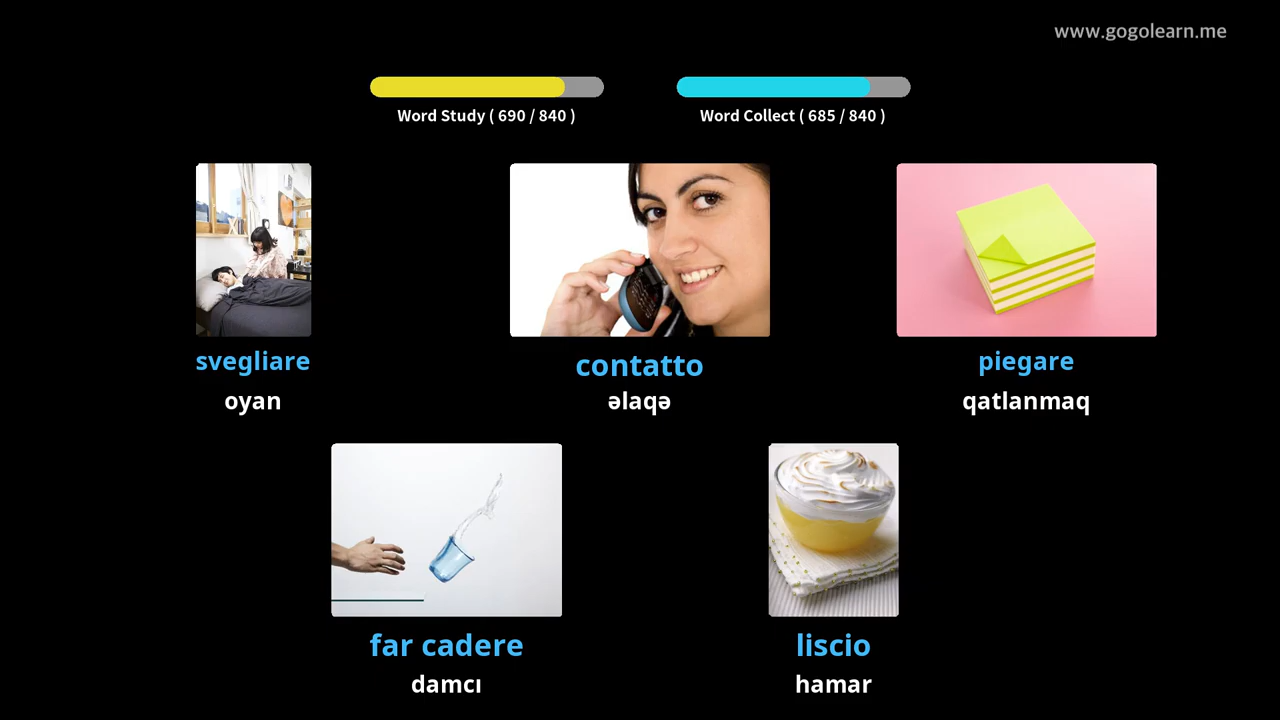 www.gogolearn.me
Word Study ( 690 / 840 )
Word Collect ( 685 / 840 )
svegliare
oyan
contatto
əlaqə
piegare
qatlanmaq
far cadere
damcı
liscio
hamar